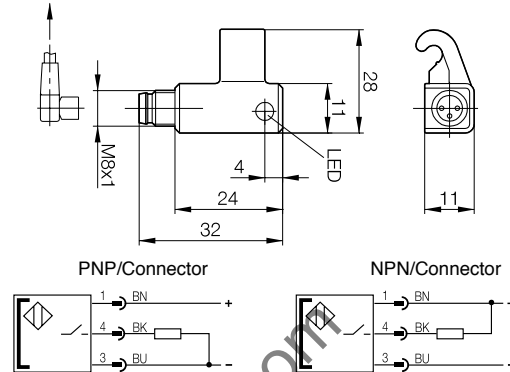 28
11
LED
M8x1
4
24
32
11
PNP/Connector
1 BN +
4 BK
3 BU -
NPN/Connector
1 BN
4 BK
3 BU -
om